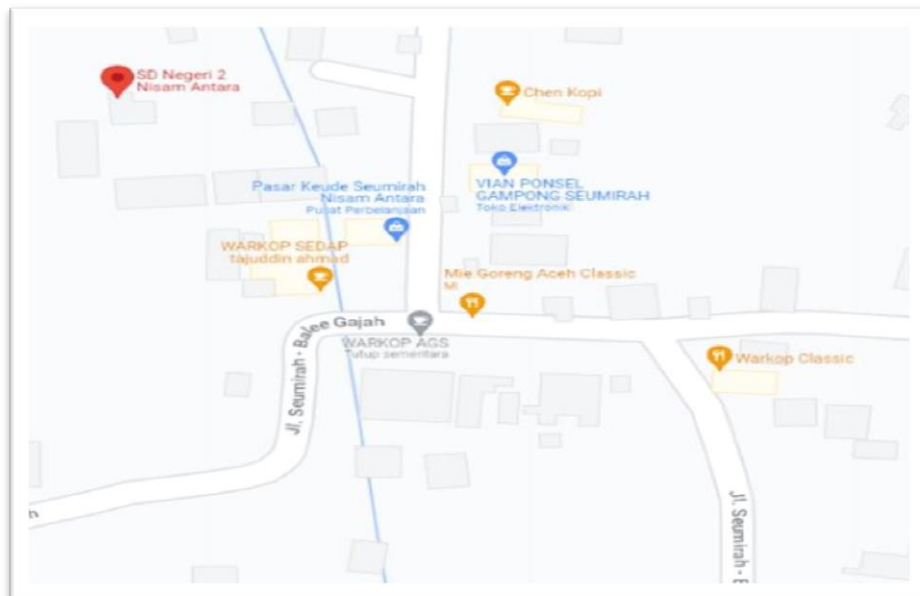 SD Negeri 2
Nisam Antara
Chen Kopi
Pasar Keude Seumirah
Nisam Antara
Pusat Perbelanjaan
VIAN PONSEL
GAMPONG SEUMIRAH
Toko Elektronik
WARKOP SEDAP
tajuddin ahmad
Mie Goreng Aceh Classic
MI
Jl. Seumirah - Balee Gajah
WARKOP AGS
Tutup sementara
Warkop Classic
h
Jl. Seumirah - B